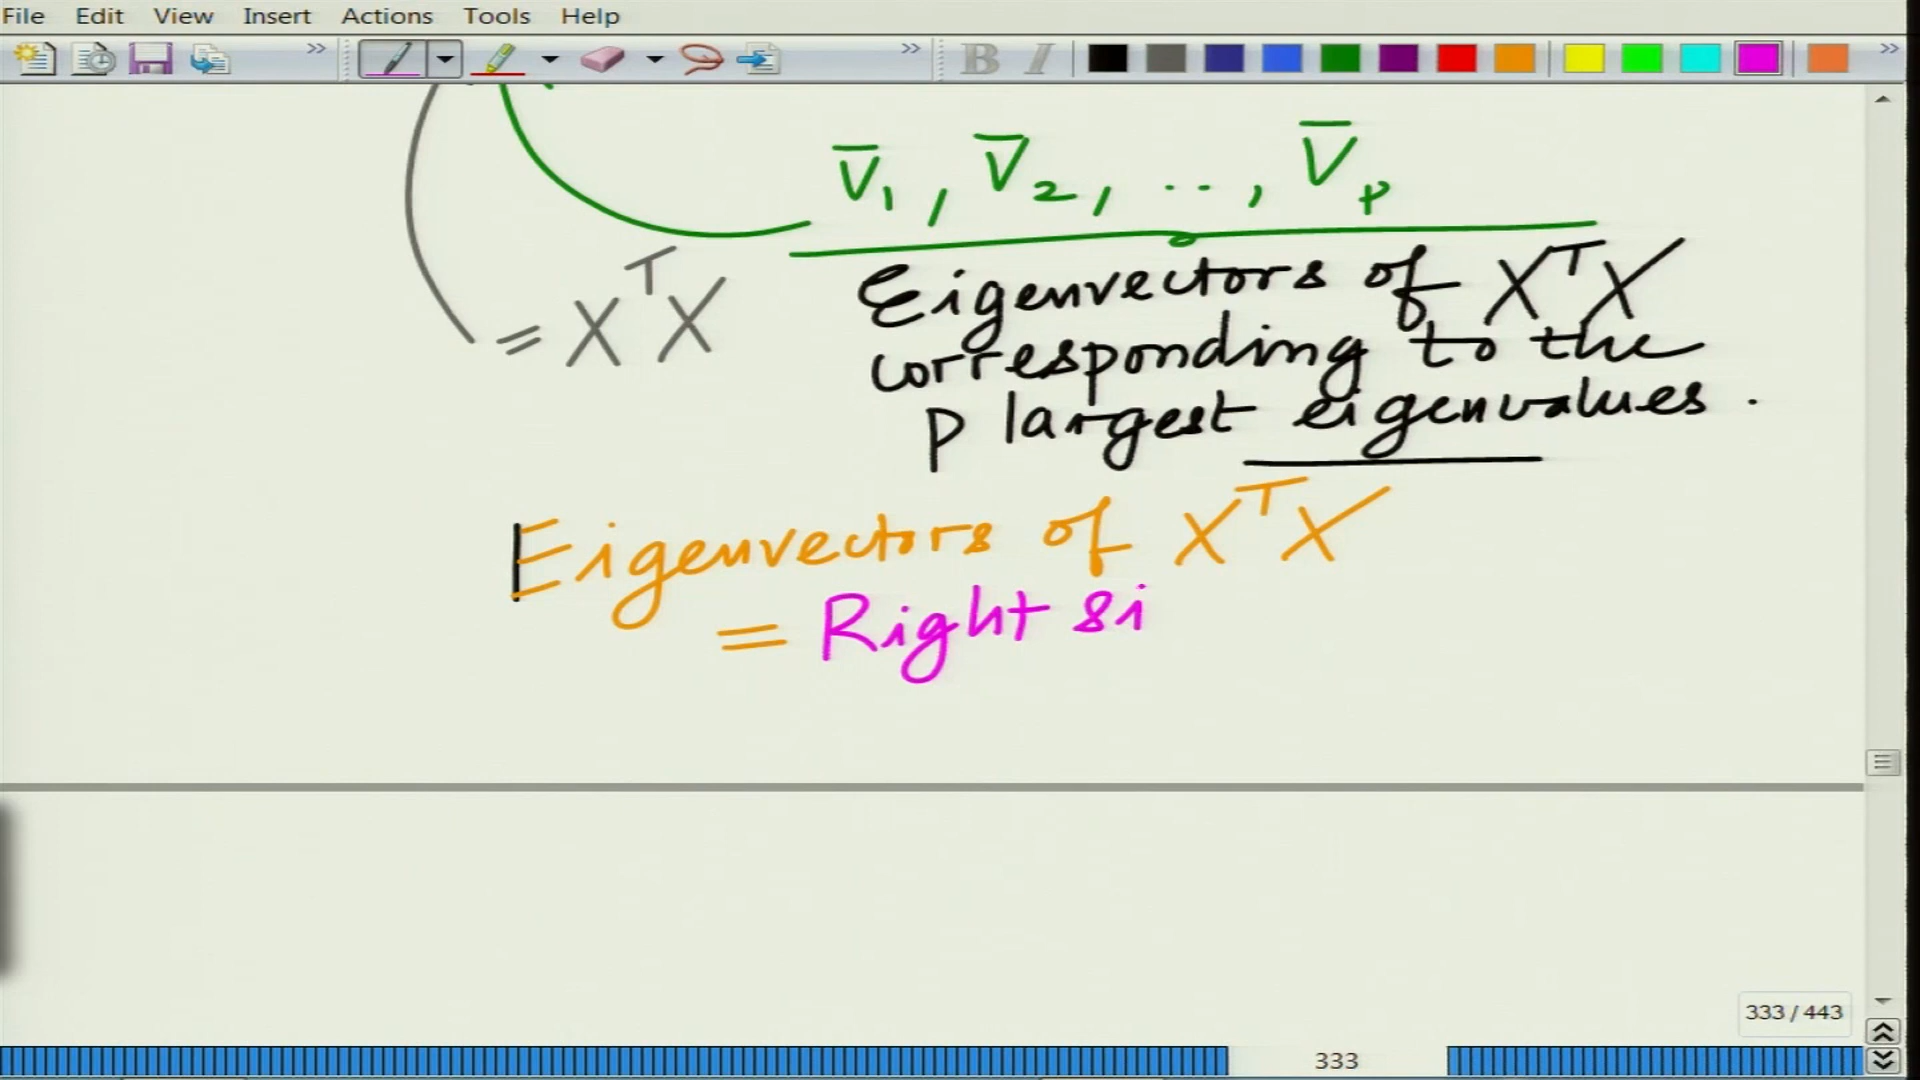 File Edit View Insert Actions Tools Help
B I
V̄₁, V̄₂, .., V̄ₚ
= XᵀX
Eigenvectors of XᵀX
corresponding to the
p largest eigenvalues.
Eigenvectors of XᵀX
= Right si
333 / 443
333